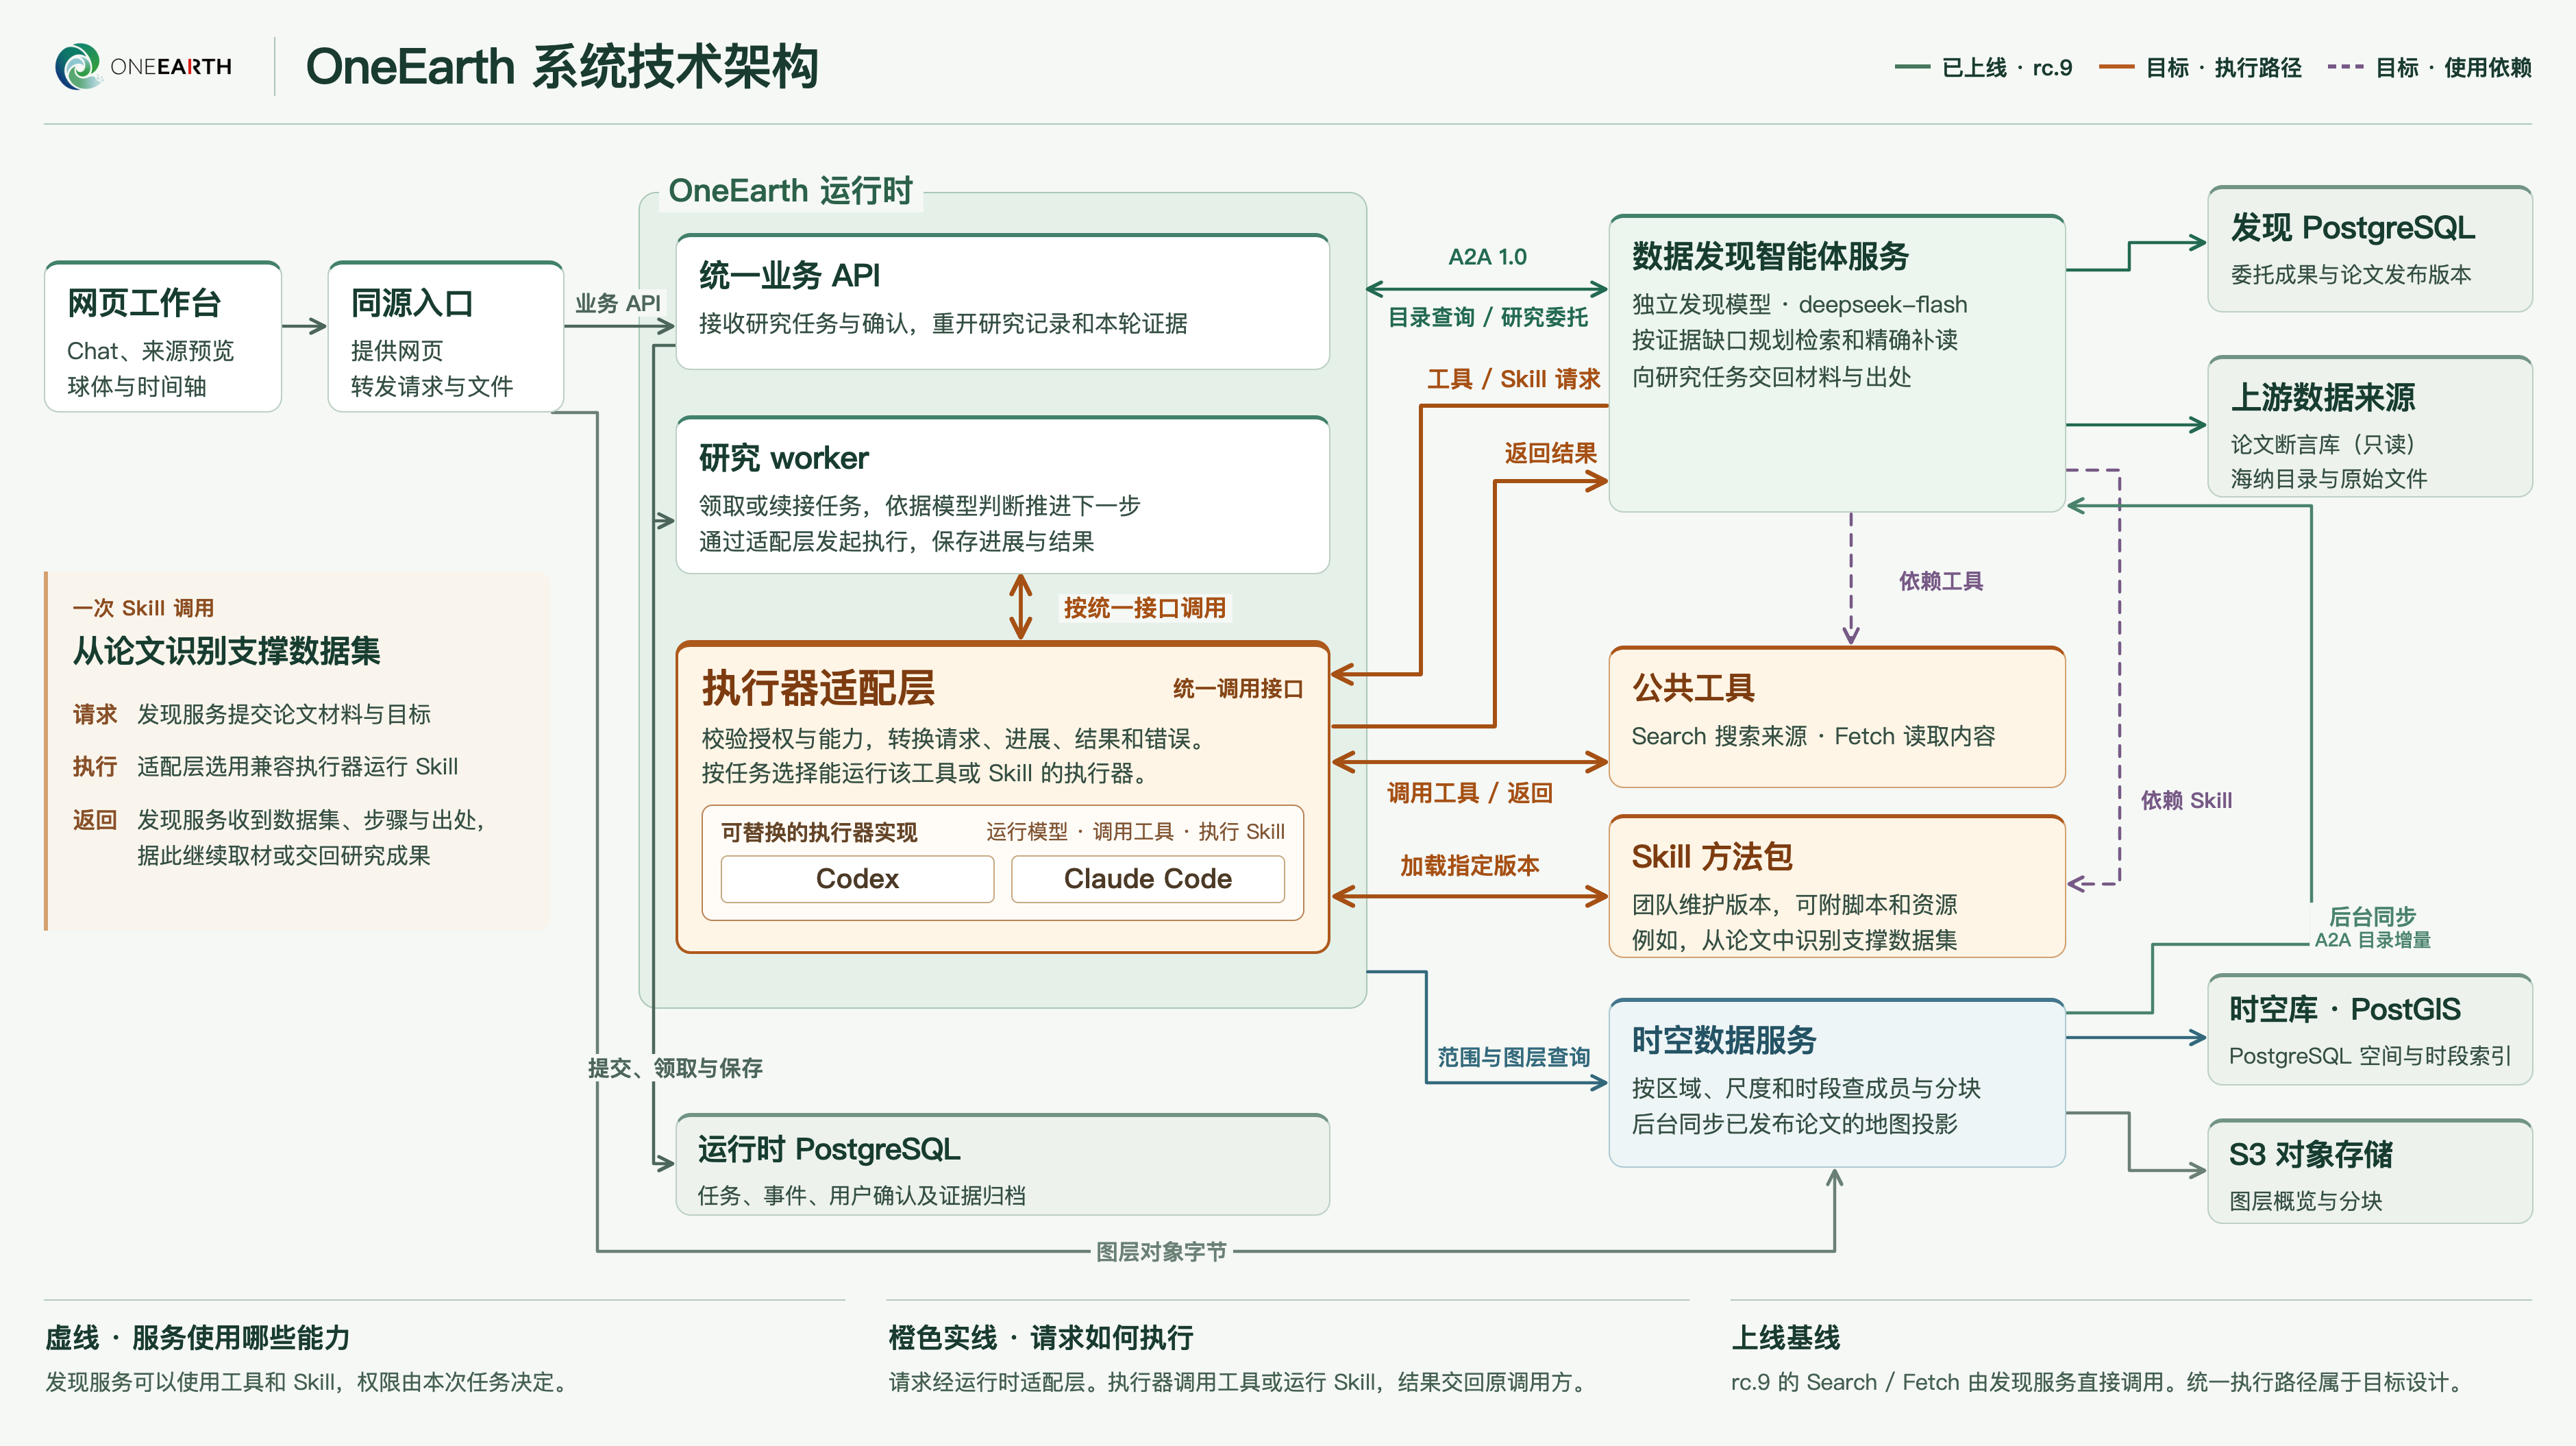 ONEEARTH
OneEarth 系统技术架构
已上线 · rc.9
目标 · 执行路径
目标 · 使用依赖
网页工作台
Chat、来源预览
球体与时间轴
同源入口
提供网页
转发请求与文件
业务 API
OneEarth 运行时
统一业务 API
接收研究任务与确认，重开研究记录和本轮证据
研究 worker
领取或续接任务，依据模型判断推进下一步
通过适配层发起执行，保存进展与结果
按统一接口调用
执行器适配层
统一调用接口
校验授权与能力，转换请求、进展、结果和错误。
按任务选择能运行该工具或 Skill 的执行器。
可替换的执行器实现
运行模型 · 调用工具 · 执行 Skill
Codex
Claude Code
一次 Skill 调用
从论文识别支撑数据集
请求 发现服务提交论文材料与目标
执行 适配层选用兼容执行器运行 Skill
返回 发现服务收到数据集、步骤与出处，
据此继续取材或交回研究成果
提交、领取与保存
运行时 PostgreSQL
任务、事件、用户确认及证据归档
图层对象字节
A2A 1.0
目录查询 / 研究委托
工具 / Skill 请求
返回结果
调用工具 / 返回
加载指定版本
范围与图层查询
数据发现智能体服务
独立发现模型 · deepseek-flash
按证据缺口规划检索和精确补读
向研究任务交回材料与出处
依赖工具
公共工具
Search 搜索来源 · Fetch 读取内容
Skill 方法包
团队维护版本，可附脚本和资源
例如，从论文中识别支撑数据集
依赖 Skill
时空数据服务
按区域、尺度和时段查成员与分块
后台同步已发布论文的地图投影
发现 PostgreSQL
委托成果与论文发布版本
上游数据来源
论文断言库（只读）
海纳目录与原始文件
后台同步
A2A 目录增量
时空库 · PostGIS
PostgreSQL 空间与时段索引
S3 对象存储
图层概览与分块
虚线 · 服务使用哪些能力
发现服务可以使用工具和 Skill，权限由本次任务决定。
橙色实线 · 请求如何执行
请求经运行时适配层。执行器调用工具或运行 Skill，结果交回原调用方。
上线基线
rc.9 的 Search / Fetch 由发现服务直接调用。统一执行路径属于目标设计。